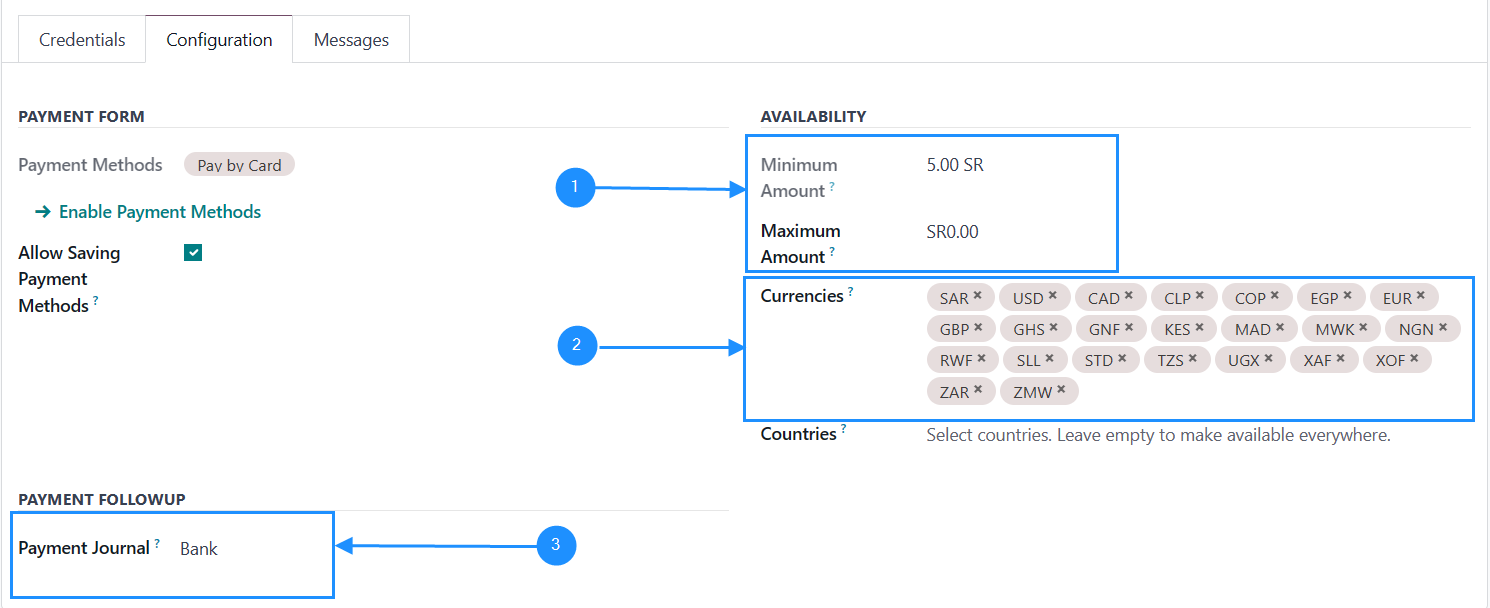 Credentials Configuration Messages
PAYMENT FORM
Payment Methods Pay by Card
→ Enable Payment Methods
Allow Saving
Payment
Methods ?
AVAILABILITY
1
Minimum
Amount ?
5.00 SR
Maximum
Amount ?
SR0.00
2
Currencies ?
SAR × USD × CAD × CLP × COP × EGP × EUR ×
GBP × GHS × GNF × KES × MAD × MWK × NGN ×
RWF × SLL × STD × TZS × UGX × XAF × XOF ×
ZAR × ZMW ×
Countries ? Select countries. Leave empty to make available everywhere.
PAYMENT FOLLOWUP
Payment Journal ? Bank
3